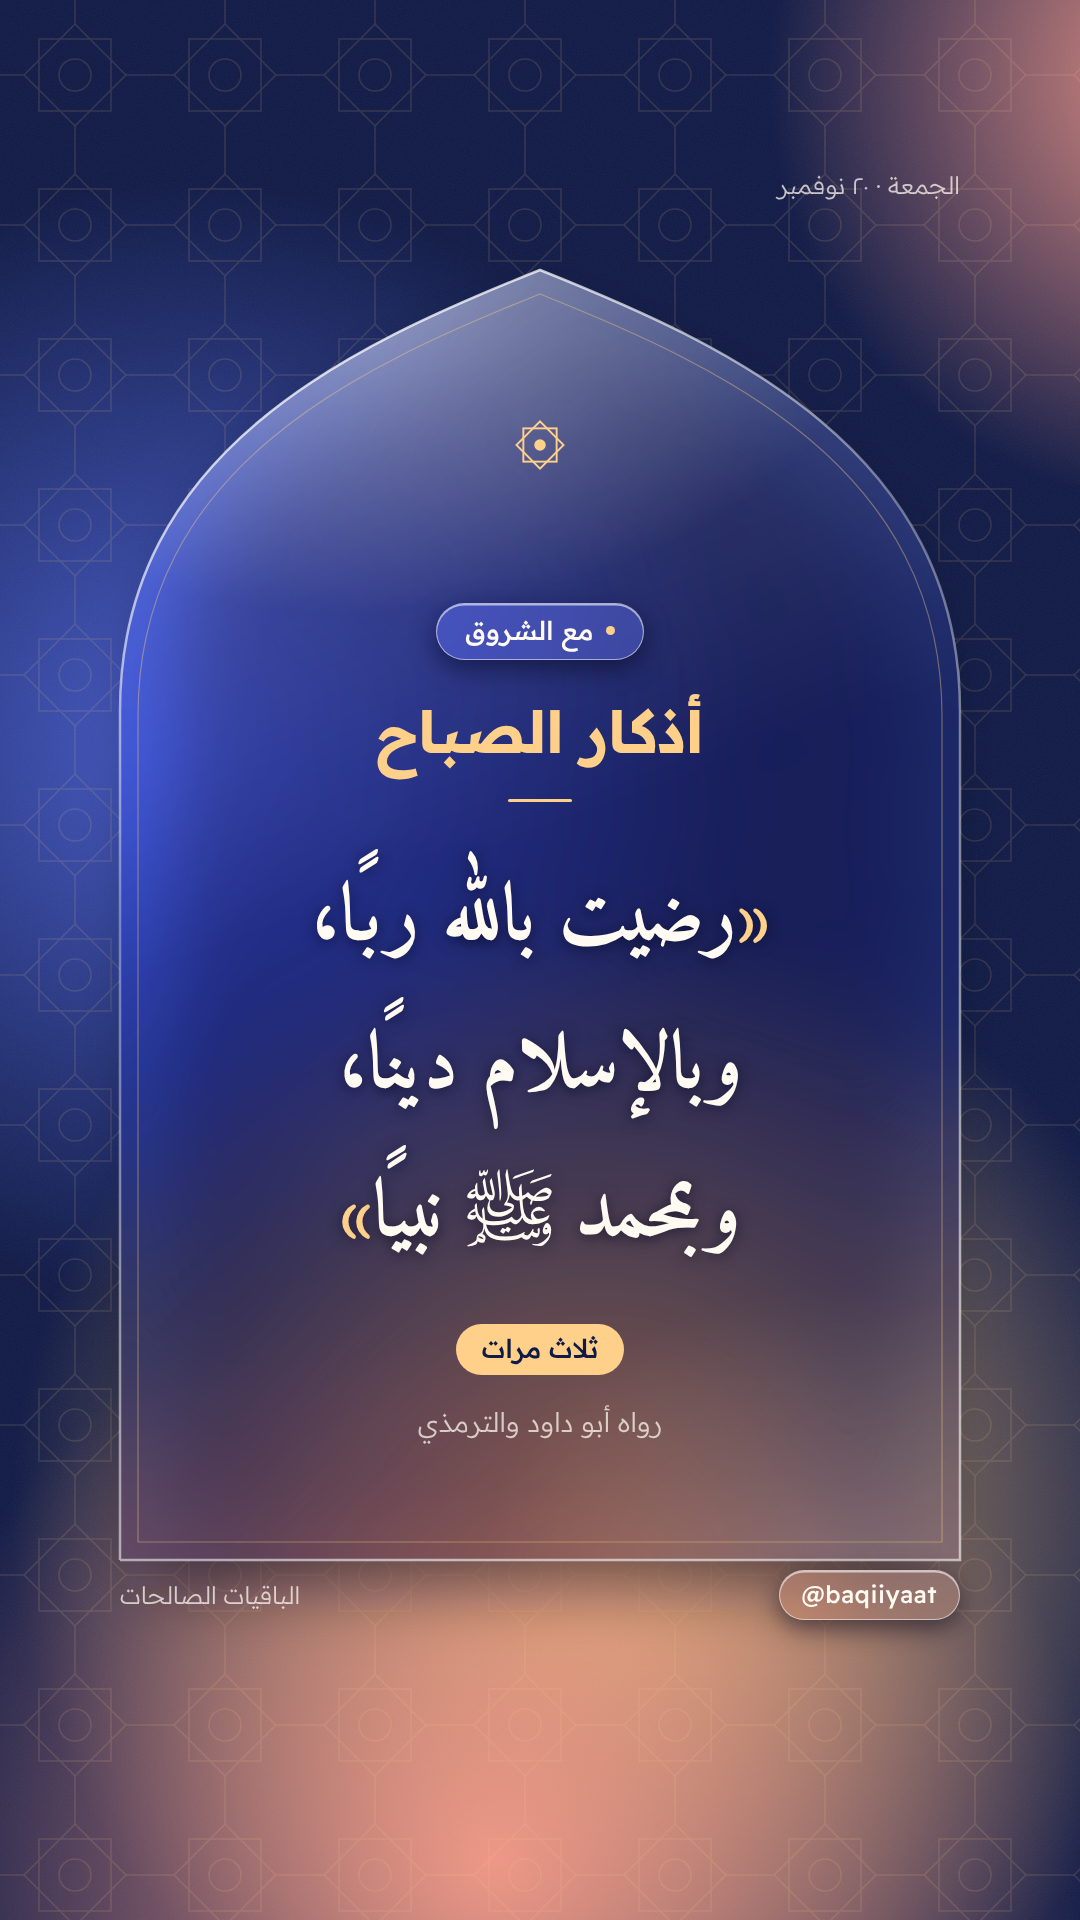 الجمعة · ٢٠ نوفمبر
مع الشروق
أذكار الصباح
«رضيت بالله ربًا،
وبالإسلام دينًا،
وبمحمد ﷺ نبيًا»
ثلاث مرات
رواه أبو داود والترمذي
@baqiiyaat
الباقيات الصالحات